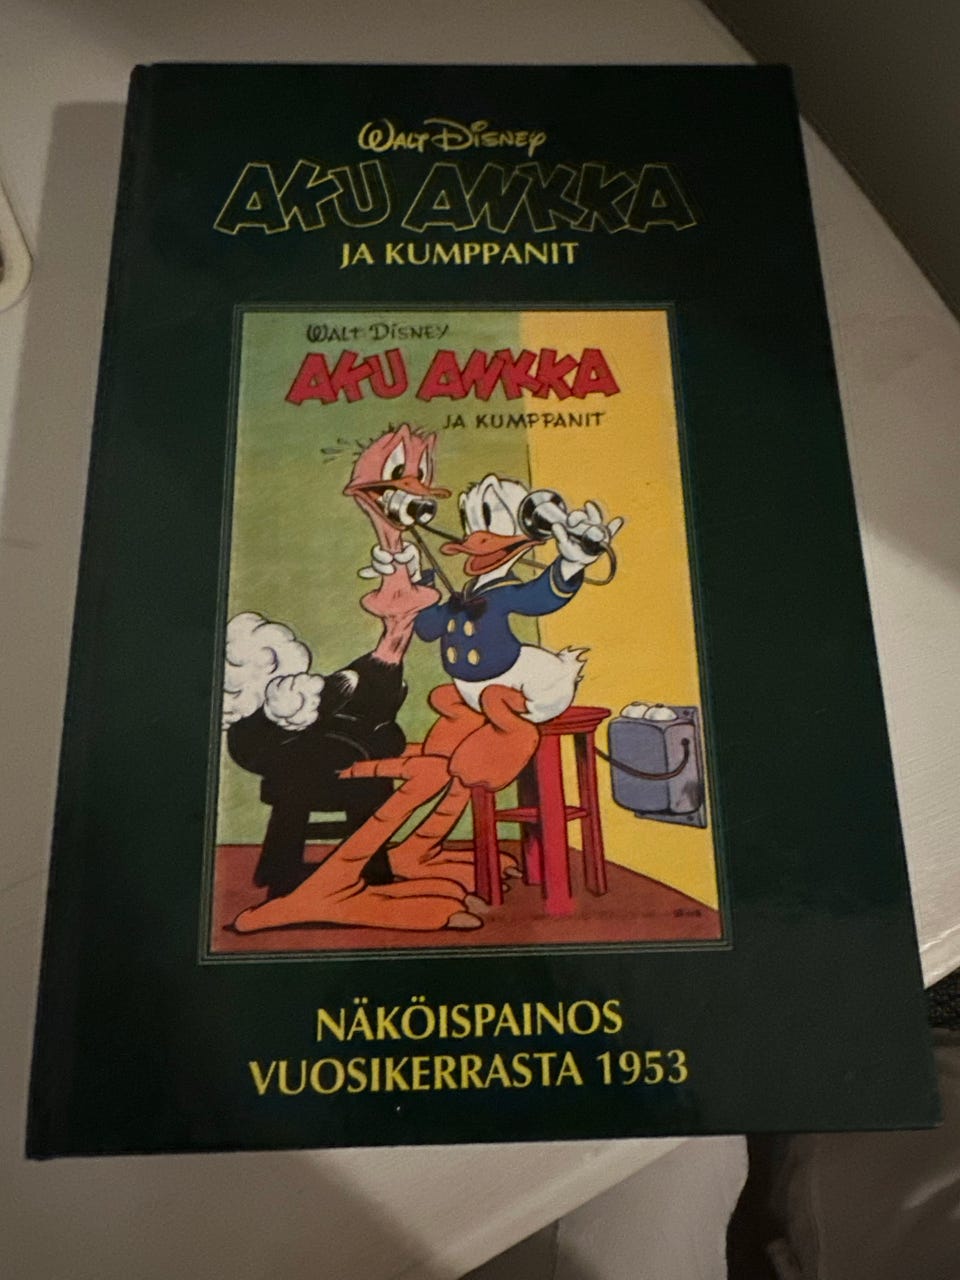 WALT DISNEY
AKU ANKKA
JA KUMPPANIT
WALT DISNEY
AKU ANKKA
JA KUMPPANIT
NÄKÖISPAINOS
VUOSIKERRASTA 1953